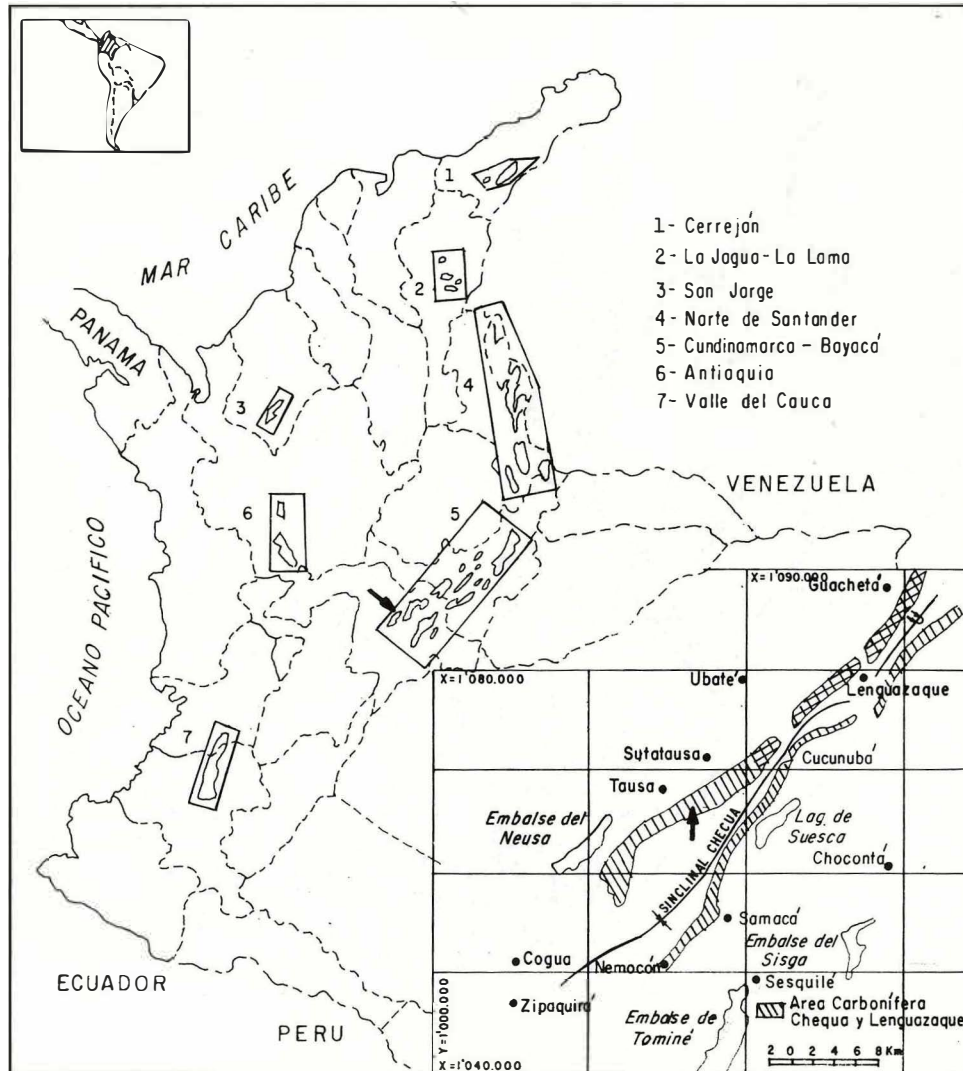 MAR CARIBE
PANAMA
OCEANO PACIFICO
ECUADOR
PERU
VENEZUELA
1
2
3
4
5
6
7
1- Cerrejón
2- La Jagua-La Loma
3- San Jorge
4- Norte de Santander
5- Cundinamarca - Boyacá
6- Antioquia
7- Valle del Cauca
X=1'090.000
Guachetá
X=1'080.000
Ubaté
Lenguazaque
Sutatausa
Cucunubá
Tausa
Embalse del
Neusa
Lag. de
Suesca
Chocontá
SINCLINAL CHECUA
Samacá
Embalse del
Sisga
Cogua
Nemocón
Sesquilé
Zipaquirá
Embalse de
Tominé
Area Carbonífera
Chequa y Lenguazaque
Y=1'000.000
X=1'040.000
2 0 2 4 6 8 Km